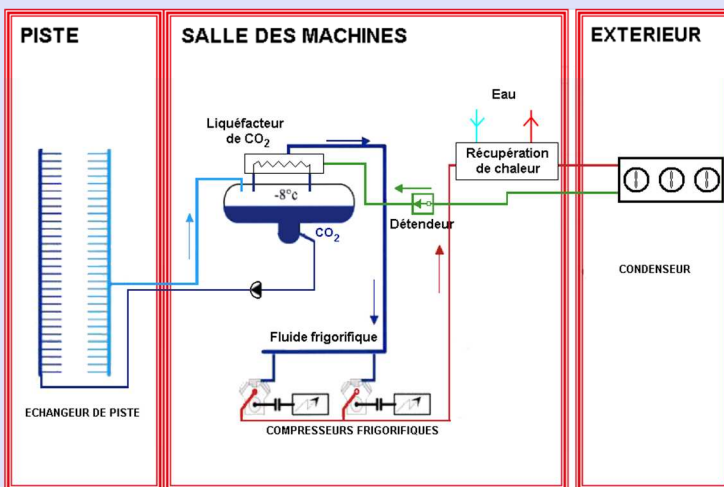 PISTE
SALLE DES MACHINES
EXTERIEUR
Eau
Liquéfacteur
de CO2
Récupération
de chaleur
-8°c
Détendeur
CO2
CONDENSEUR
Fluide frigorifique
ECHANGEUR DE PISTE
COMPRESSEURS FRIGORIFIQUES